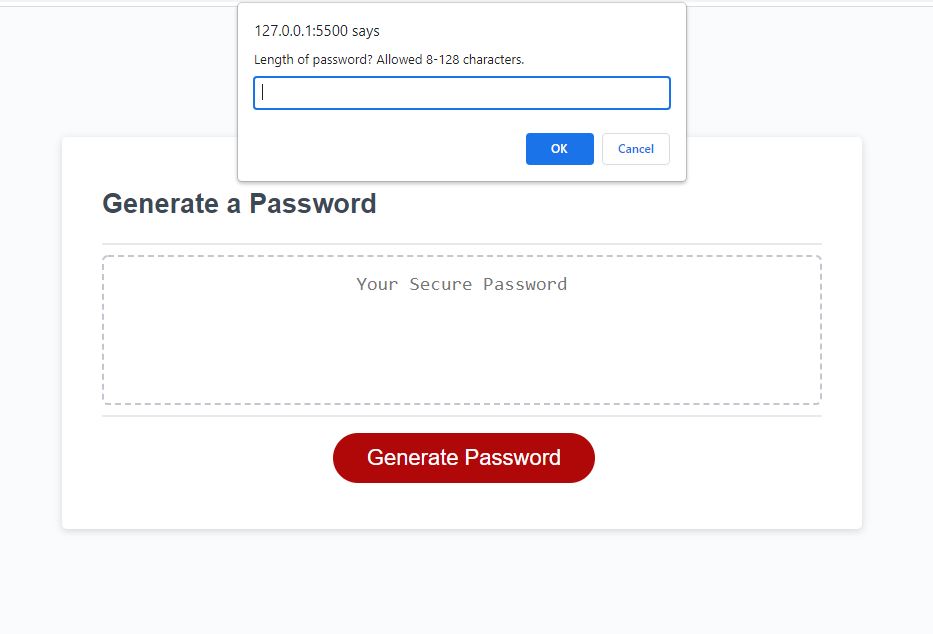 127.0.0.1:5500 says
Length of password? Allowed 8-128 characters.
OK
Cancel
Generate a Password
Your Secure Password
Generate Password